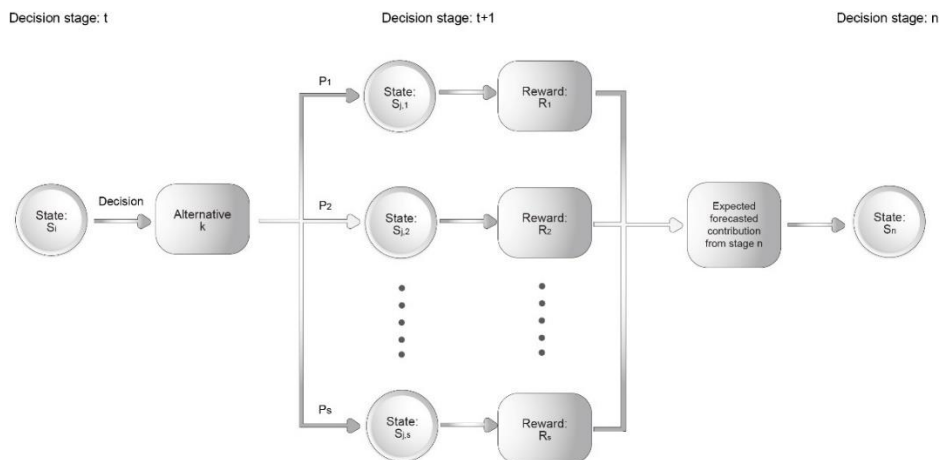 Decision stage: t
Decision stage: t+1
Decision stage: n
P1
State:
Sj,1
Reward:
R1
State:
Si
Decision
Alternative
k
P2
State:
Sj,2
Reward:
R2
Expected
forecasted
contribution
from stage n
State:
Sn
Ps
State:
Sj,s
Reward:
Rs